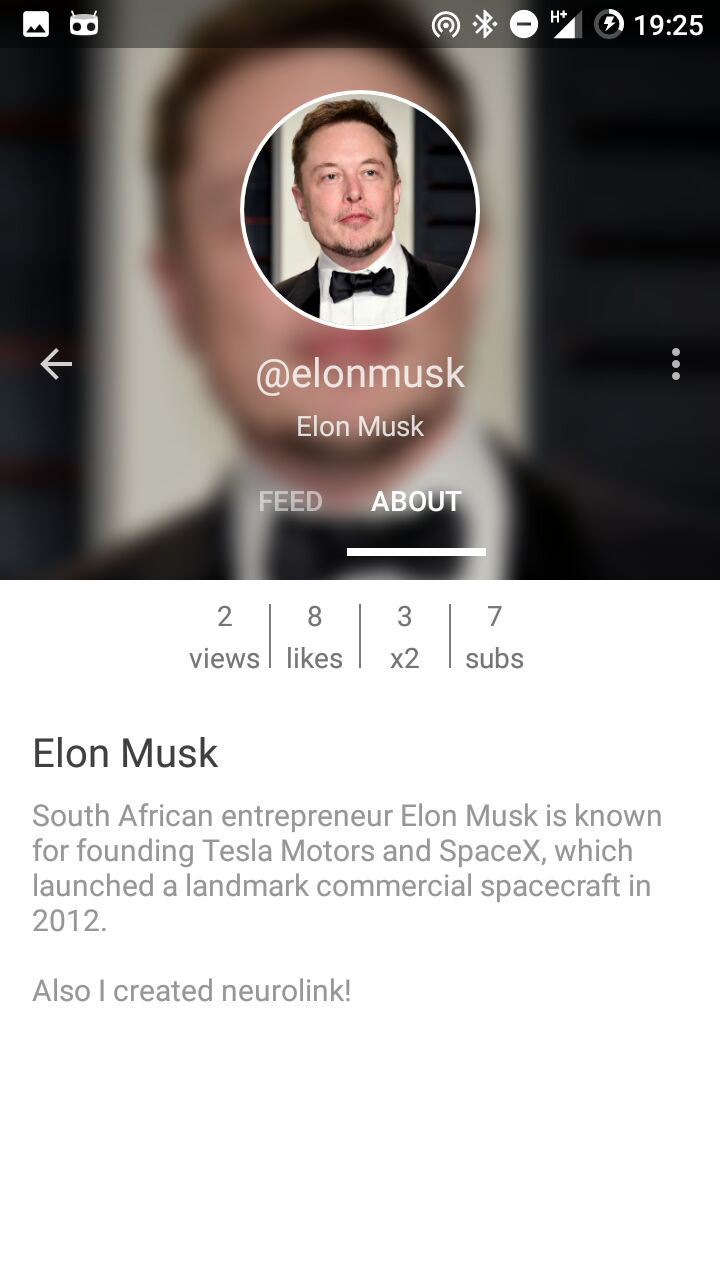 H+ 19:25
@elonmusk
Elon Musk
FEED ABOUT
2 8 3 7
views likes x2 subs
Elon Musk
South African entrepreneur Elon Musk is known
for founding Tesla Motors and SpaceX, which
launched a landmark commercial spacecraft in
2012.
Also I created neurolink!